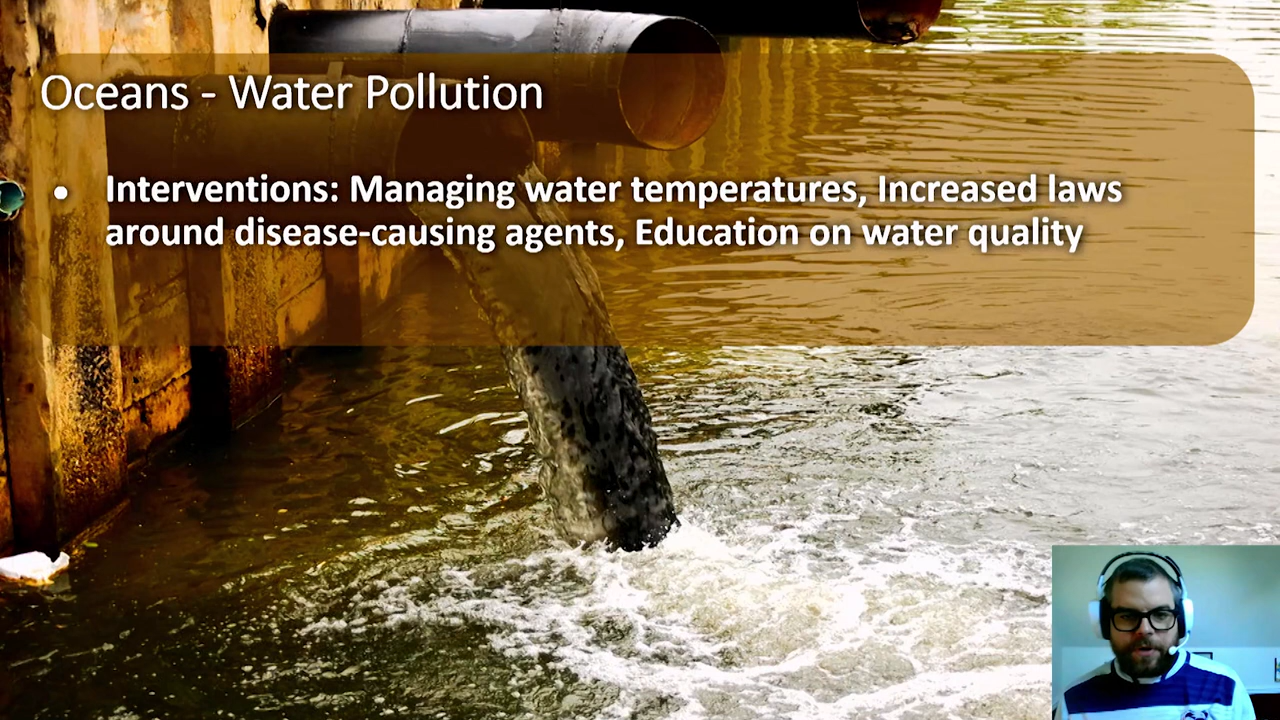 Oceans - Water Pollution
• Interventions: Managing water temperatures, Increased laws
around disease-causing agents, Education on water quality